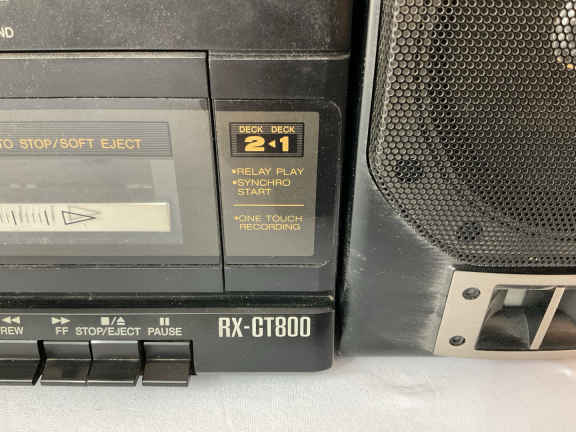 ND
TO STOP/SOFT EJECT
DECK DECK
2◂1
•RELAY PLAY
•SYNCHRO
START
•ONE TOUCH
RECORDING
REW FF STOP/EJECT PAUSE
RX-CT800